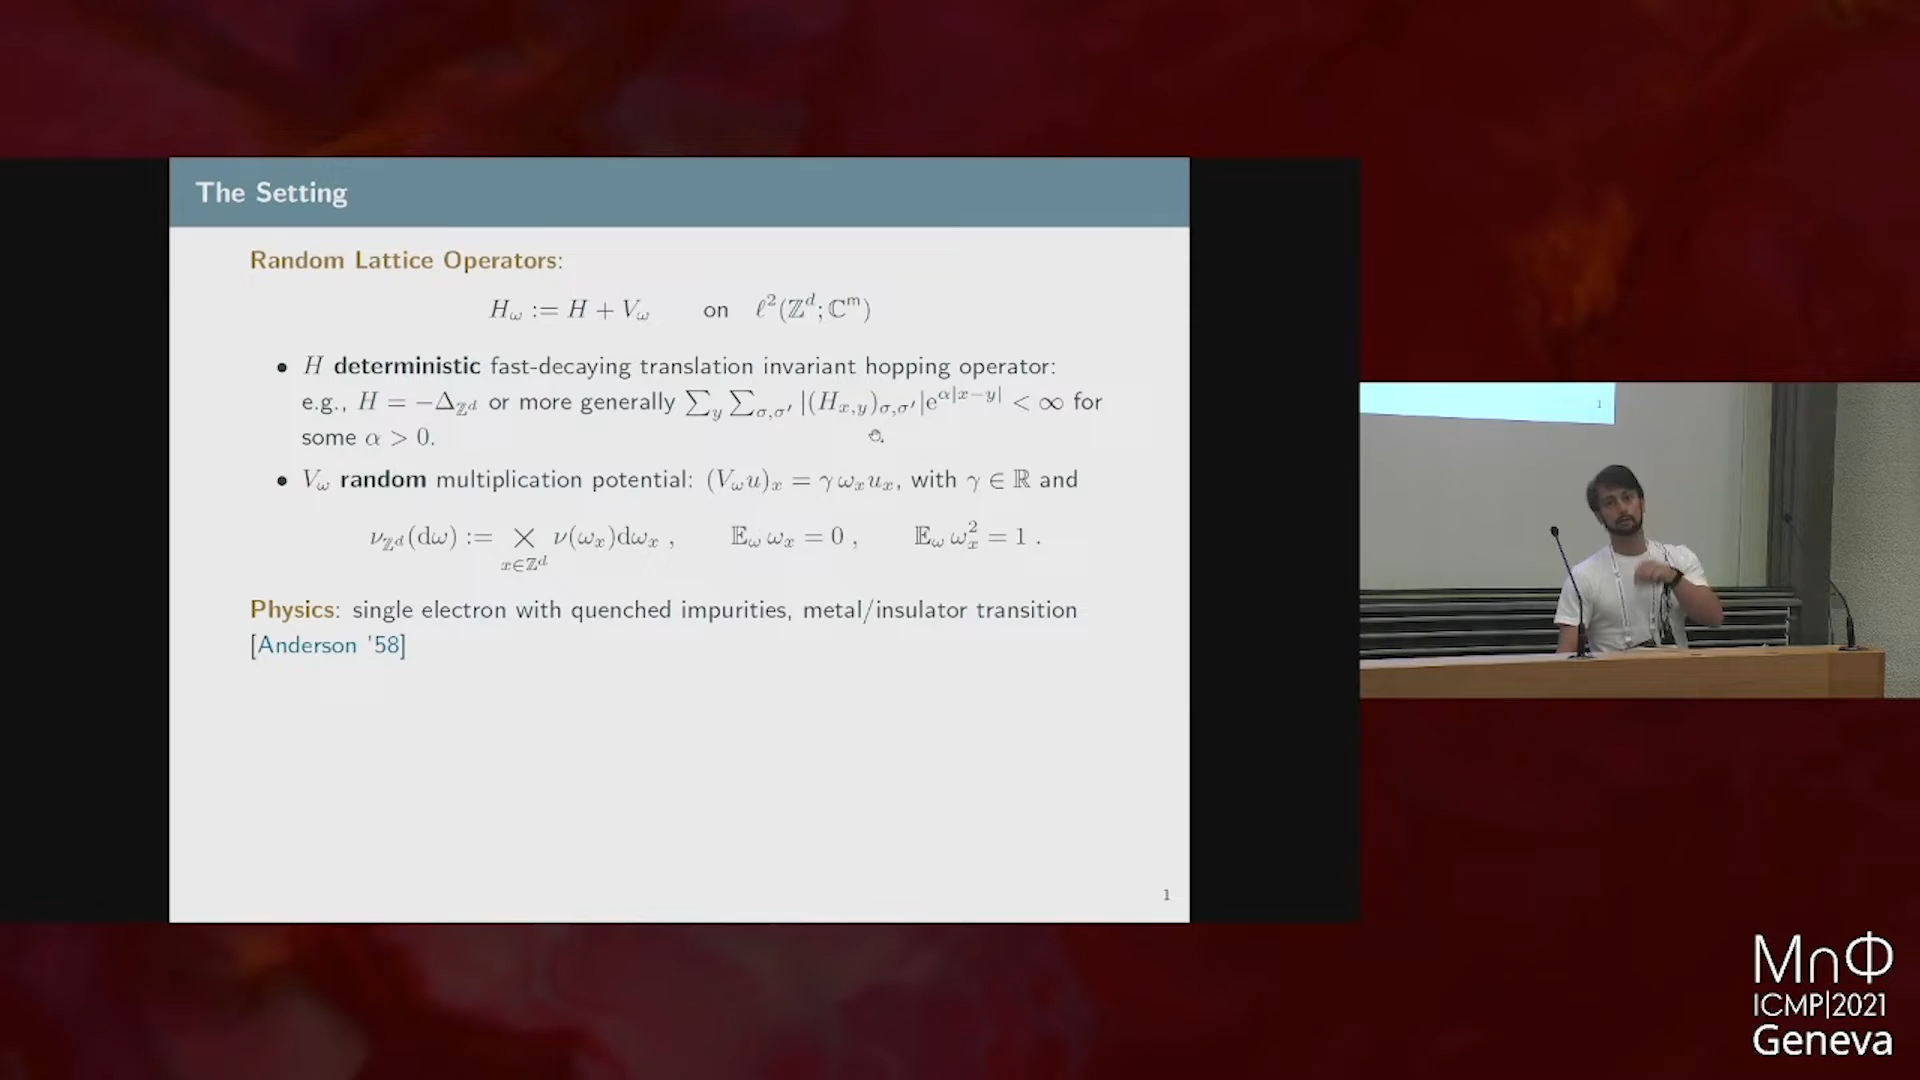 The Setting
Random Lattice Operators:
H_ω := H + V_ω on ℓ²(ℤ^d; ℂ^m)
• H deterministic fast-decaying translation invariant hopping operator:
e.g., H = −Δ_{ℤ^d} or more generally ∑_y ∑_{σ,σ′} |(H_{x,y})_{σ,σ′}|e^{α|x−y|} < ∞ for
some α > 0.
• V_ω random multiplication potential: (V_ω u)_x = γ ω_x u_x, with γ ∈ ℝ and
ν_{ℤ^d}(dω) := ⨉_{x∈ℤ^d} ν(ω_x)dω_x , 𝔼_ω ω_x = 0 , 𝔼_ω ω_x² = 1 .
Physics: single electron with quenched impurities, metal/insulator transition
[Anderson '58]
1
1
M∩Φ
ICMP|2021
Geneva